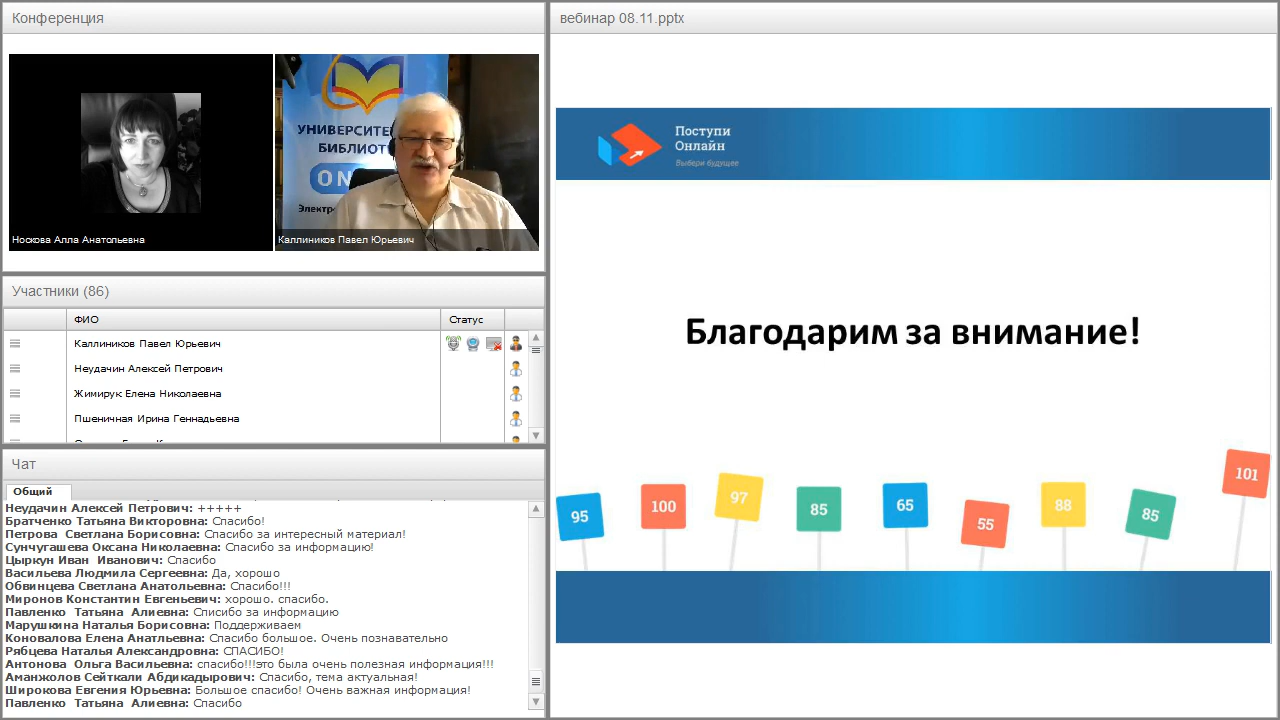 Конференция
УНИВЕРСИТЕ
БИБЛИОТ
ON
Электр
Носкова Алла Анатольевна
Каллиников Павел Юрьевич
Участники (86)
ФИО
Статус
Каллиников Павел Юрьевич
Неудачин Алексей Петрович
Жимирук Елена Николаевна
Пшеничная Ирина Геннадьевна
Чат
Общий
Неудачин Алексей Петрович: +++++
Братченко Татьяна Викторовна: Спасибо!
Петрова Светлана Борисовна: Спасибо за интересный материал!
Сунчугашева Оксана Николаевна: Спасибо за информацию!
Цыркун Иван Иванович: Спасибо
Васильева Людмила Сергеевна: Да, хорошо
Обвинцева Светлана Анатольевна: Спасибо!!!
Миронов Константин Евгеньевич: хорошо. спасибо.
Павленко Татьяна Алиевна: Списибо за информацию
Марушкина Наталья Борисовна: Поддерживаем
Коновалова Елена Анатльевна: Спасибо большое. Очень познавательно
Рябцева Наталья Александровна: СПАСИБО!
Антонова Ольга Васильевна: спасибо!!!это была очень полезная информация!!!
Аманжолов Сейткали Абдикадырович: Спасибо, тема актуальная!
Широкова Евгения Юрьевна: Большое спасибо! Очень важная информация!
Павленко Татьяна Алиевна: Спасибо
вебинар 08.11.pptx
Поступи
Онлайн
Выбери будущее
Благодарим за внимание!
95
100
97
85
65
55
88
85
101